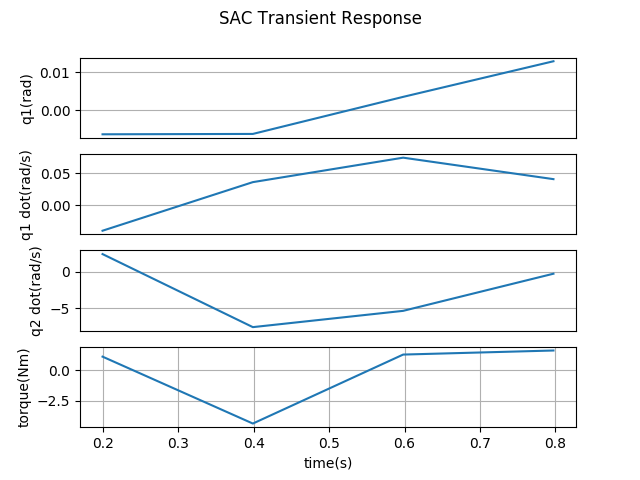 SAC Transient Response
0.01
0.00
q1(rad)
0.05
0.00
q1 dot(rad/s)
0
−5
q2 dot(rad/s)
0.0
−2.5
torque(Nm)
0.2 0.3 0.4 0.5 0.6 0.7 0.8
time(s)